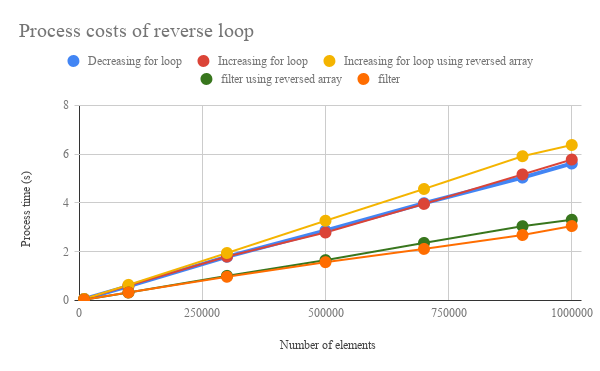 Process costs of reverse loop
Decreasing for loop Increasing for loop Increasing for loop using reversed array
filter using reversed array filter
8
6
4
2
0
Process time (s)
0 250000 500000 750000 1000000
Number of elements